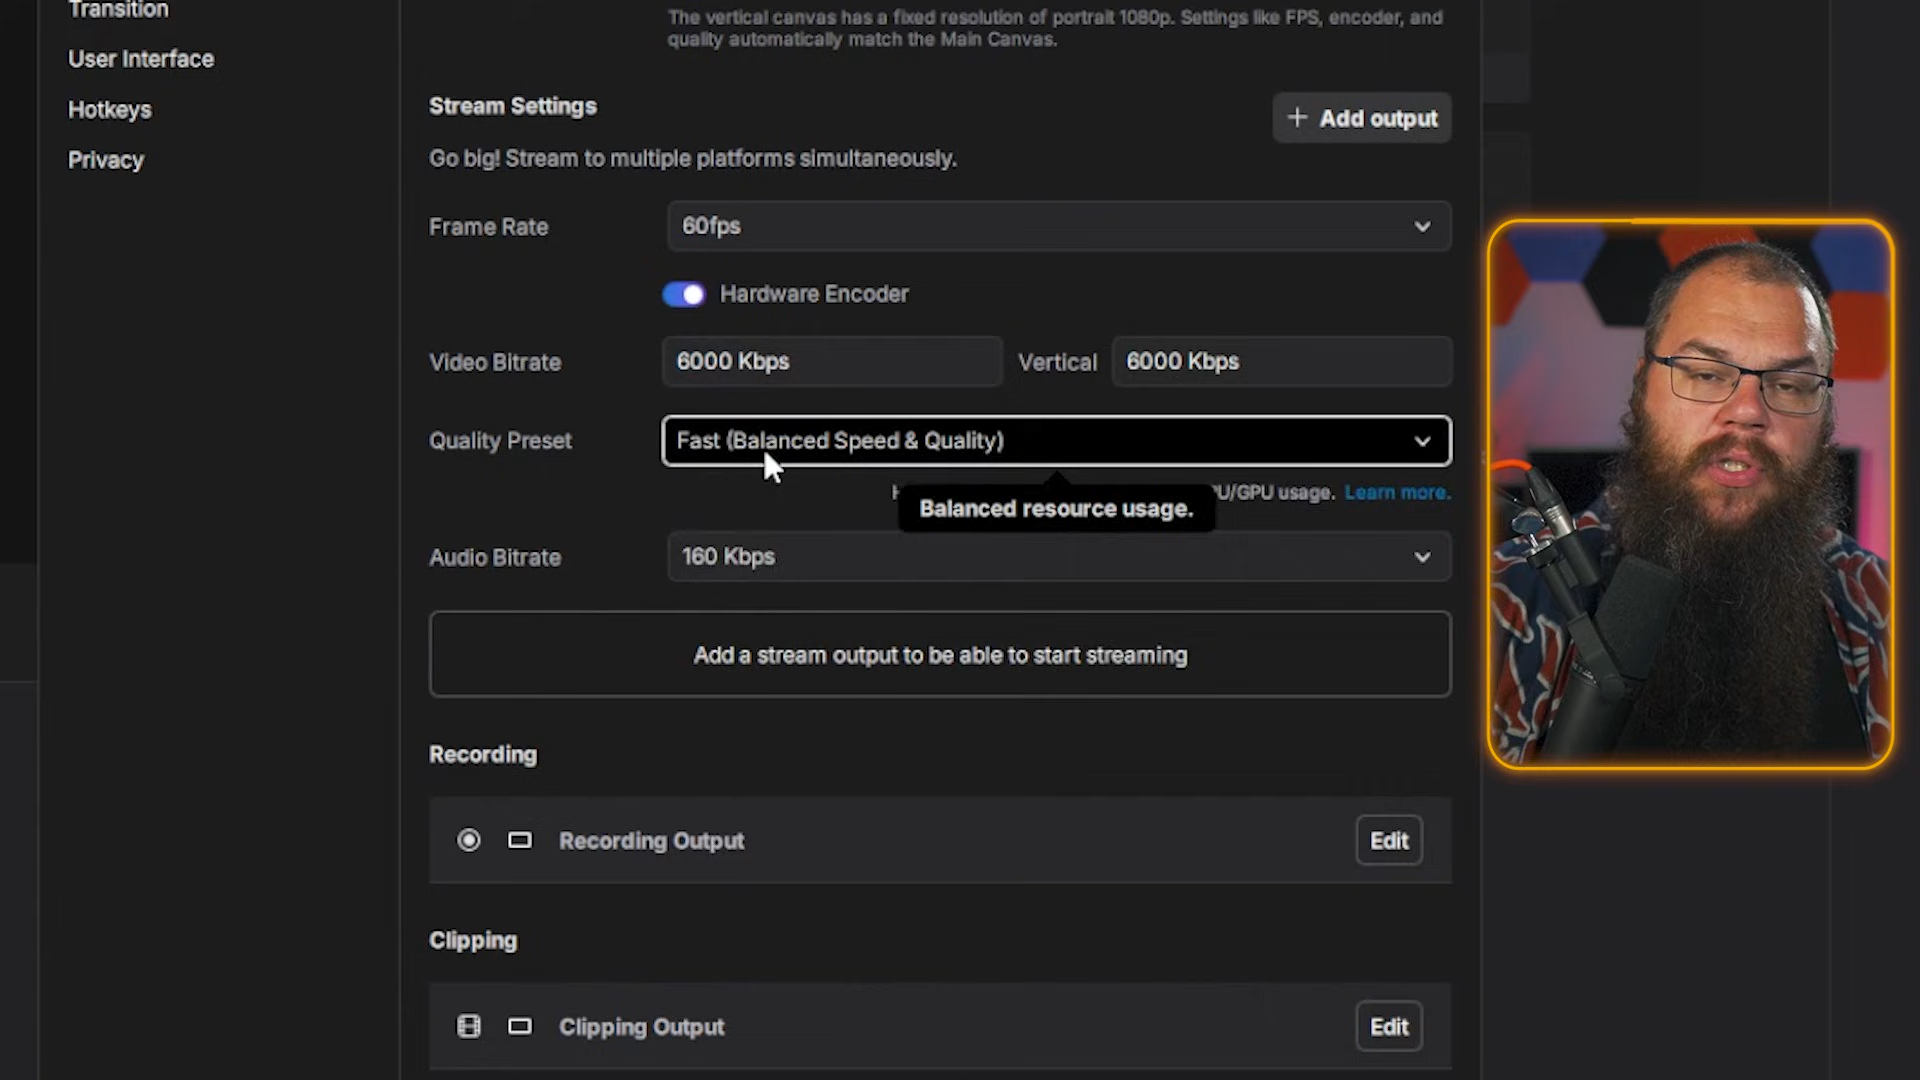 Transition
User Interface
Hotkeys
Privacy
The vertical canvas has a fixed resolution of portrait 1080p. Settings like FPS, encoder, and
quality automatically match the Main Canvas.
Stream Settings
+ Add output
Go big! Stream to multiple platforms simultaneously.
Frame Rate
60fps
Hardware Encoder
Video Bitrate
6000 Kbps
Vertical
6000 Kbps
Quality Preset
Fast (Balanced Speed & Quality)
U/GPU usage. Learn more.
Balanced resource usage.
Audio Bitrate
160 Kbps
Add a stream output to be able to start streaming
Recording
Recording Output
Edit
Clipping
Clipping Output
Edit